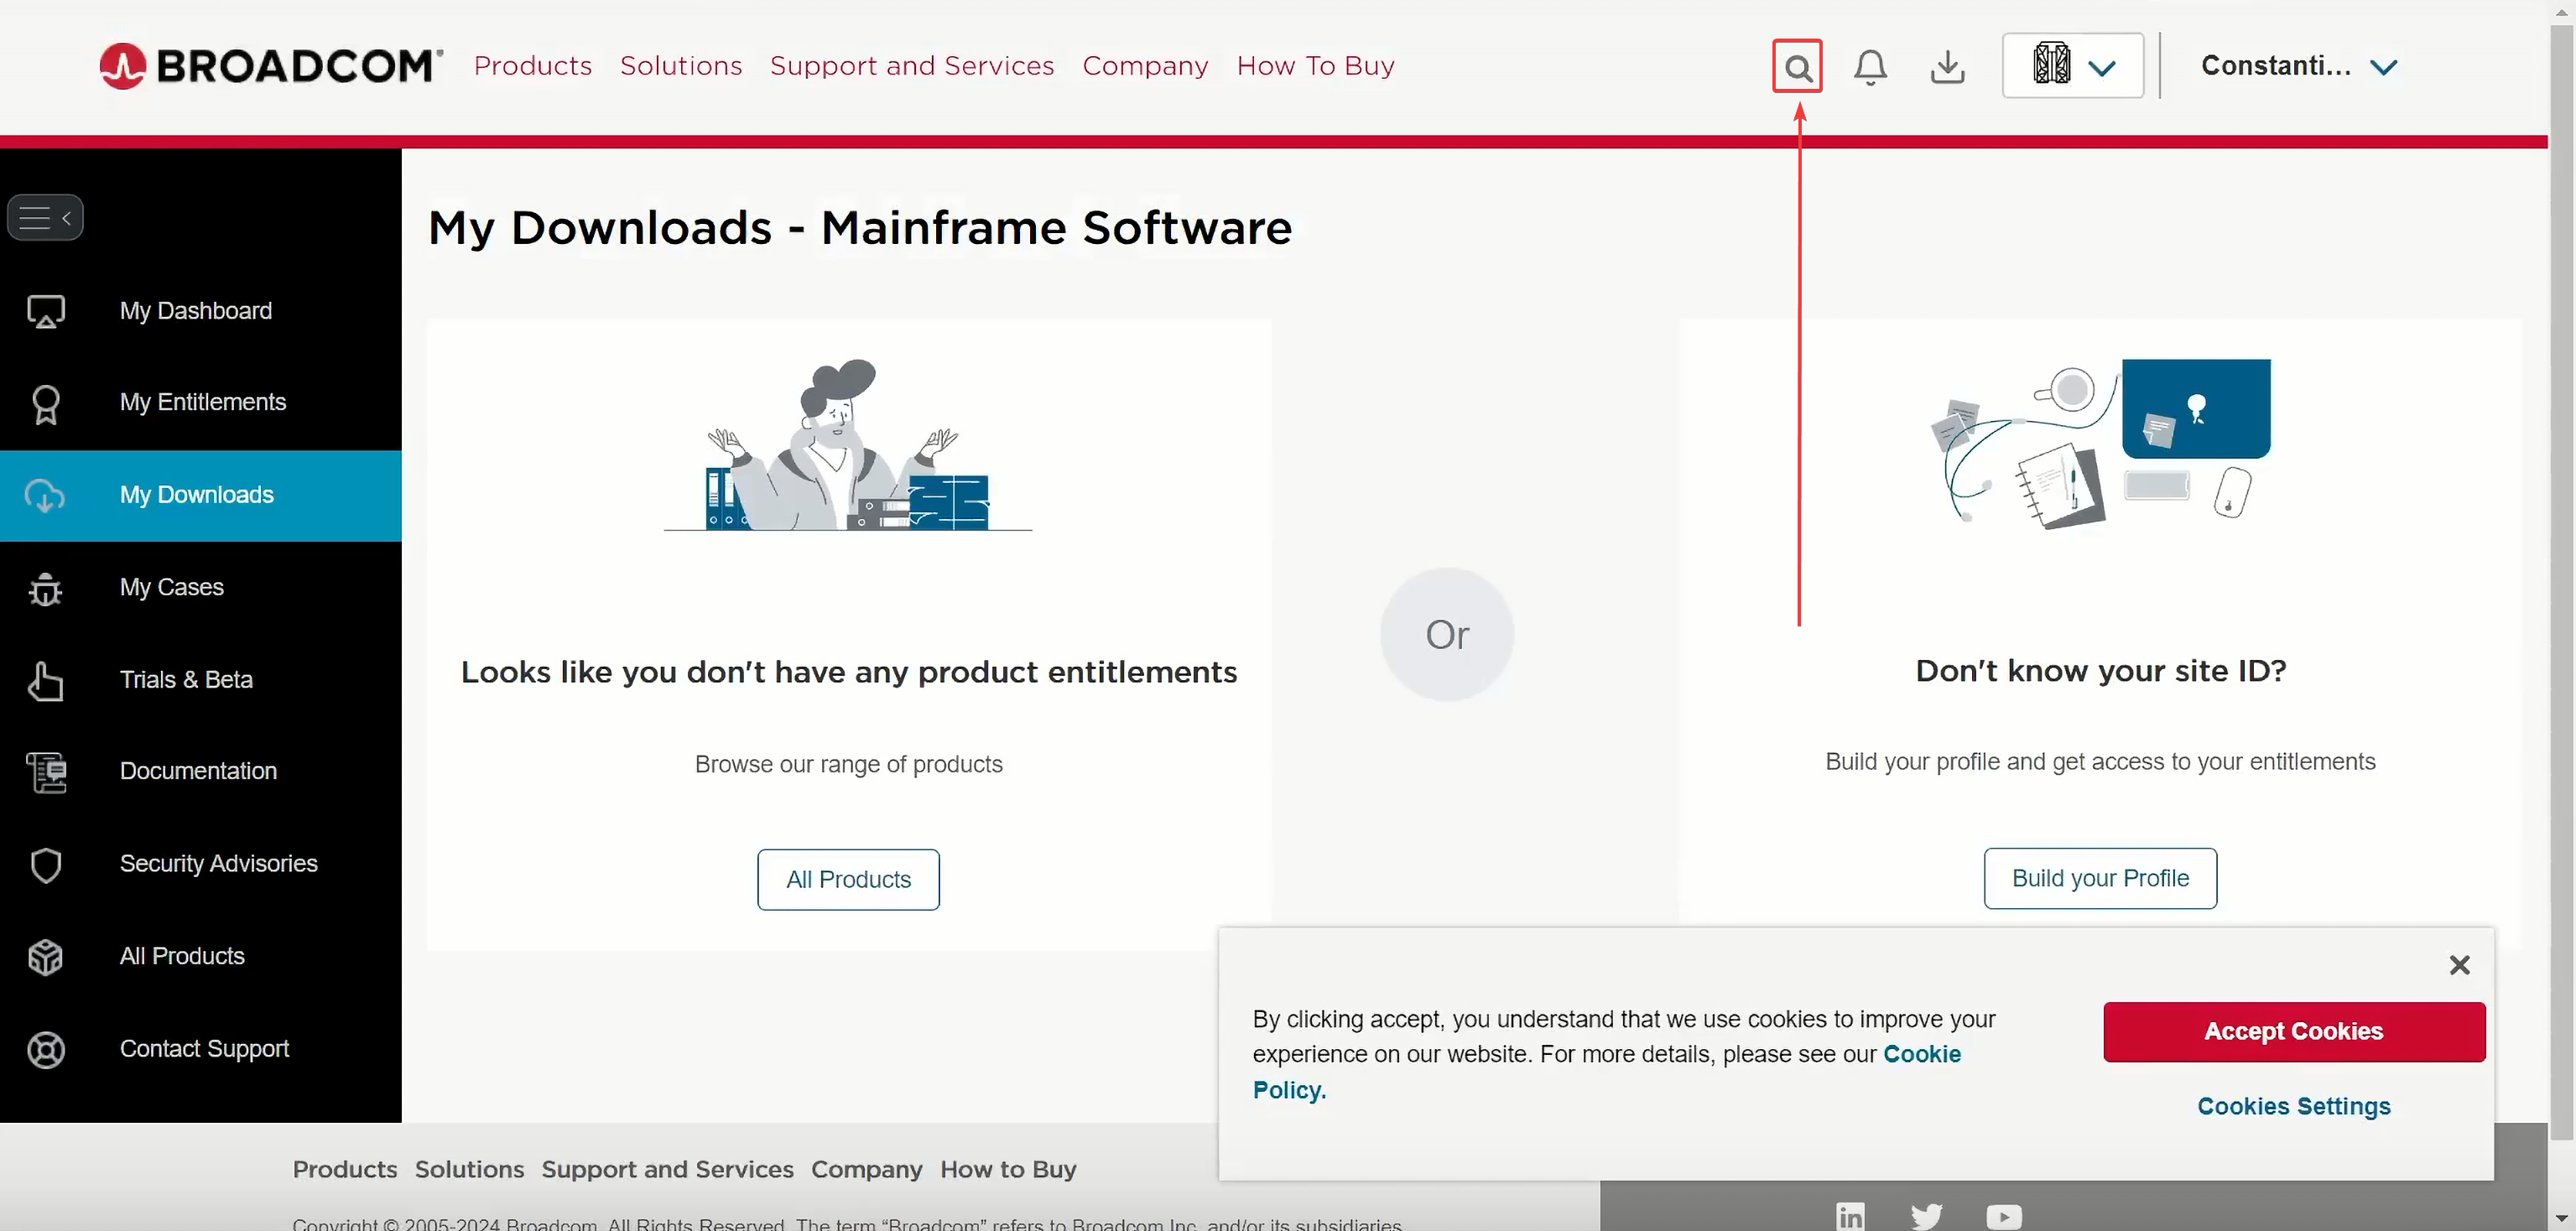 BROADCOM
Products Solutions Support and Services Company How To Buy
Constanti...
My Downloads - Mainframe Software
My Dashboard
My Entitlements
My Downloads
My Cases
Trials & Beta
Documentation
Security Advisories
All Products
Contact Support
Looks like you don't have any product entitlements
Browse our range of products
All Products
Or
Don't know your site ID?
Build your profile and get access to your entitlements
Build your Profile
By clicking accept, you understand that we use cookies to improve your
experience on our website. For more details, please see our Cookie
Policy.
Accept Cookies
Cookies Settings
Products Solutions Support and Services Company How to Buy
Copyright © 2005-2024 Broadcom. All Rights Reserved. The term “Broadcom” refers to Broadcom Inc. and/or its subsidiaries.
in